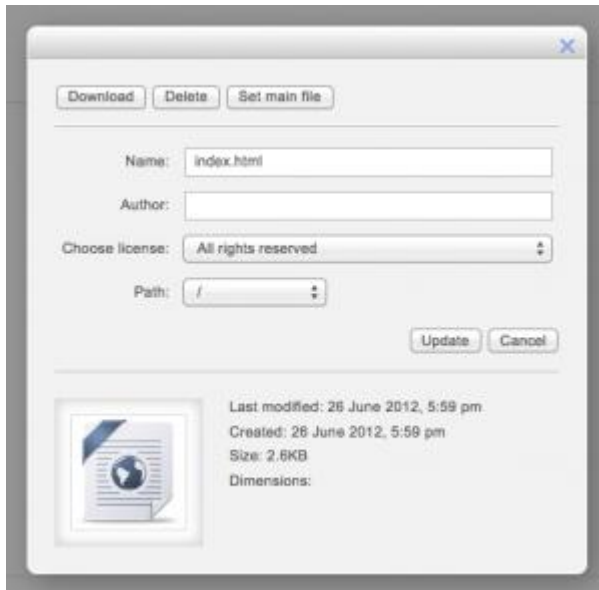 Download Delete Set main file
Name: index.html
Author:
Choose license: All rights reserved
Path: /
Update Cancel
Last modified: 26 June 2012, 5:59 pm
Created: 26 June 2012, 5:59 pm
Size: 2.6KB
Dimensions: